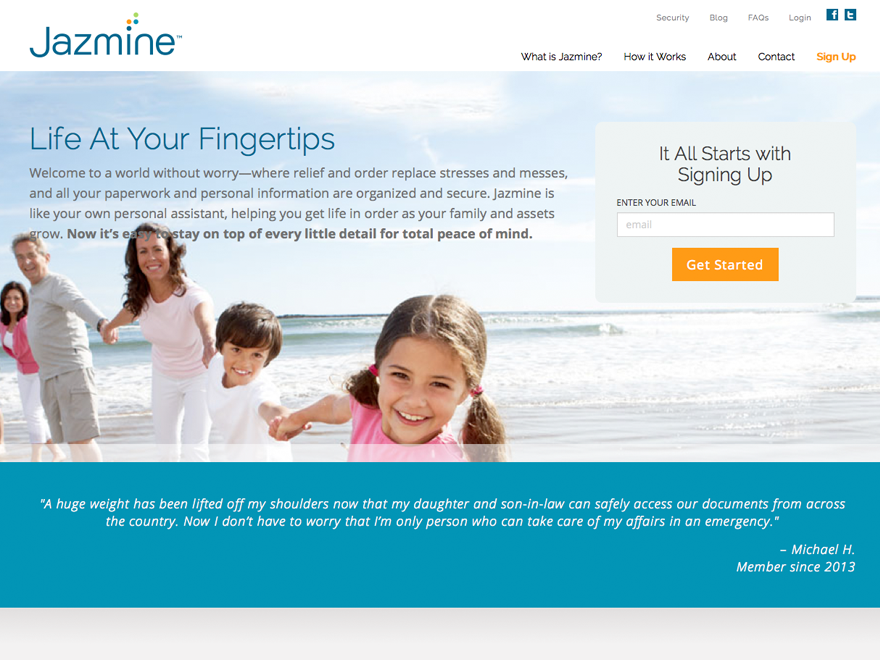 Jazmine™
Security Blog FAQs Login
What is Jazmine? How it Works About Contact Sign Up
Life At Your Fingertips
Welcome to a world without worry—where relief and order replace stresses and messes,
and all your paperwork and personal information are organized and secure. Jazmine is
like your own personal assistant, helping you get life in order as your family and assets
grow. Now it's easy to stay on top of every little detail for total peace of mind.
It All Starts with
Signing Up
ENTER YOUR EMAIL
email
Get Started
"A huge weight has been lifted off my shoulders now that my daughter and son-in-law can safely access our documents from across
the country. Now I don't have to worry that I'm only person who can take care of my affairs in an emergency."
– Michael H.
Member since 2013